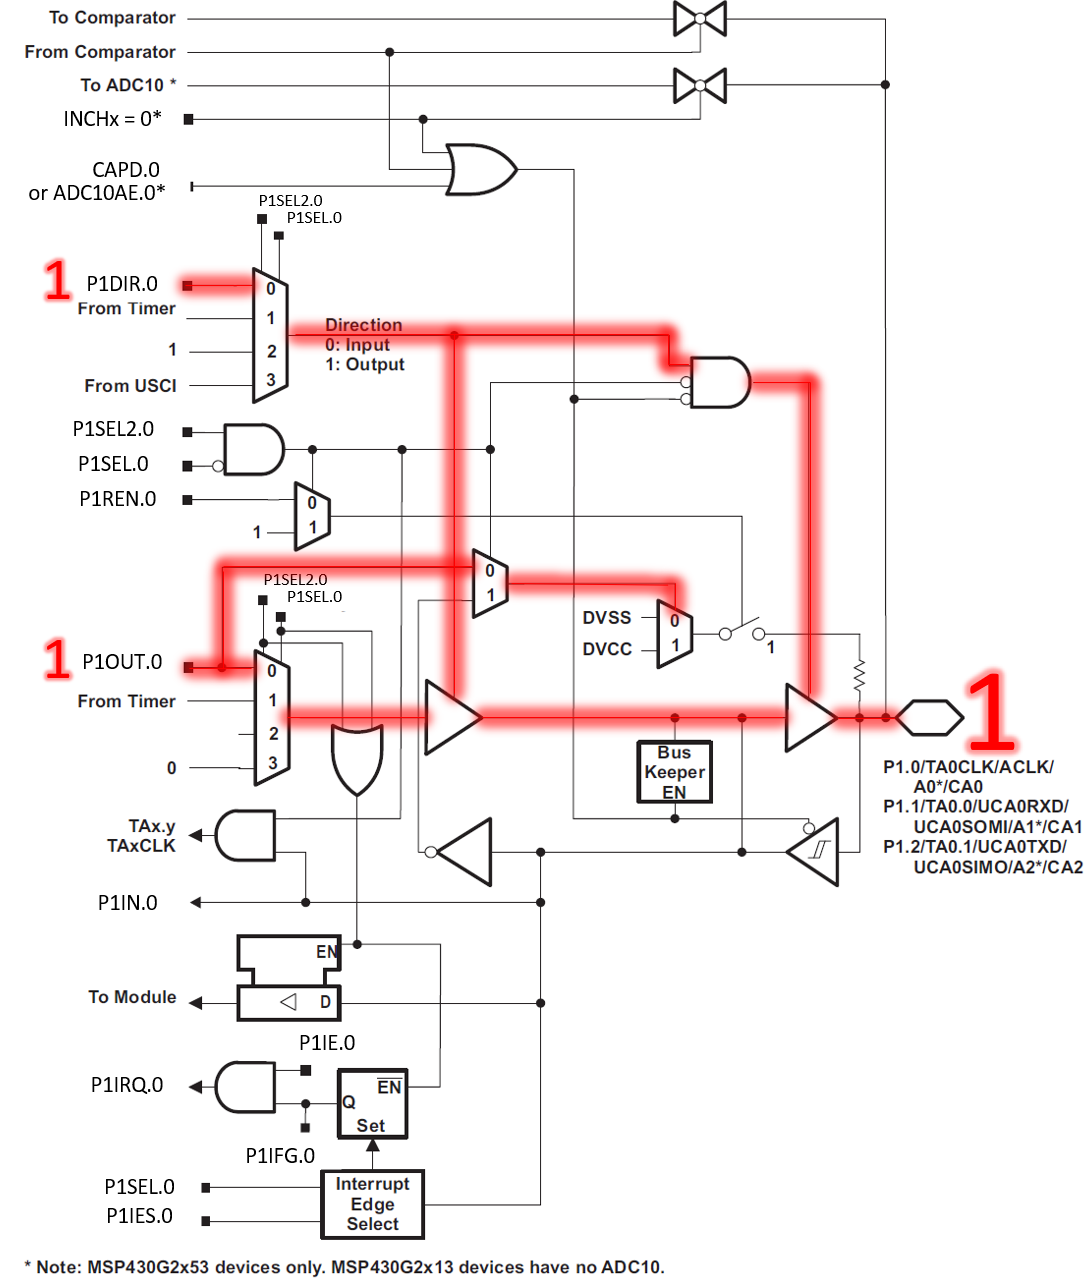 To Comparator
From Comparator
To ADC10 *
INCHx = 0*
CAPD.0
or ADC10AE.0*
P1SEL2.0
P1SEL.0
1
P1DIR.0
0
From Timer
1
Direction
0: Input
1: Output
1
2
From USCI
3
P1SEL2.0
P1SEL.0
P1REN.0
0
1
1
0
1
P1SEL2.0
P1SEL.0
DVSS
0
DVCC
1
1
1
P1OUT.0
0
From Timer
1
2
0
3
1
Bus
Keeper
EN
P1.0/TA0CLK/ACLK/
A0*/CA0
P1.1/TA0.0/UCA0RXD/
UCA0SOMI/A1*/CA1
P1.2/TA0.1/UCA0TXD/
UCA0SIMO/A2*/CA2
TAx.y
TAxCLK
P1IN.0
EN
To Module
D
P1IE.0
P1IRQ.0
EN
Q
Set
P1IFG.0
P1SEL.0
P1IES.0
Interrupt
Edge
Select
* Note: MSP430G2x53 devices only. MSP430G2x13 devices have no ADC10.